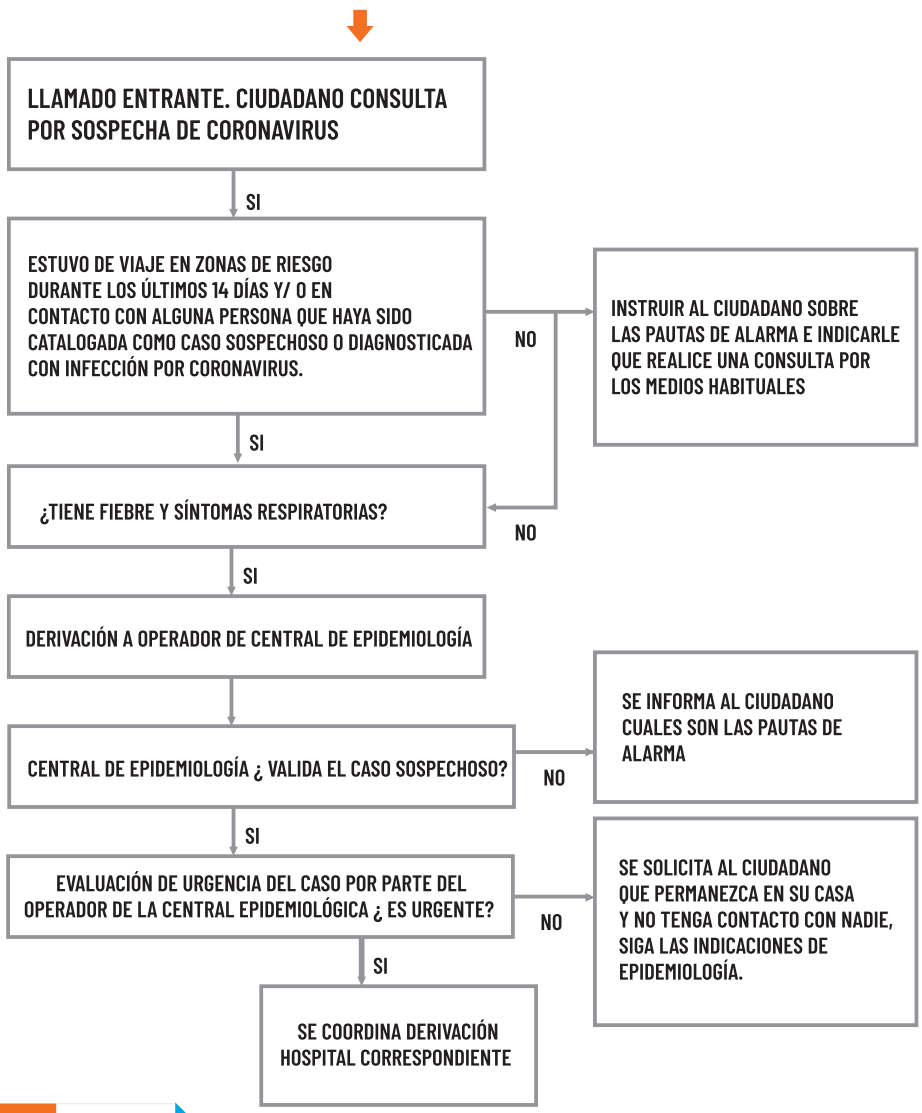 LLAMADO ENTRANTE. CIUDADANO CONSULTA
POR SOSPECHA DE CORONAVIRUS
SI
ESTUVO DE VIAJE EN ZONAS DE RIESGO
DURANTE LOS ÚLTIMOS 14 DÍAS Y/ O EN
CONTACTO CON ALGUNA PERSONA QUE HAYA SIDO
CATALOGADA COMO CASO SOSPECHOSO O DIAGNOSTICADA
CON INFECCIÓN POR CORONAVIRUS.
NO
INSTRUIR AL CIUDADANO SOBRE
LAS PAUTAS DE ALARMA E INDICARLE
QUE REALICE UNA CONSULTA POR
LOS MEDIOS HABITUALES
SI
¿TIENE FIEBRE Y SÍNTOMAS RESPIRATORIAS?
NO
SI
DERIVACIÓN A OPERADOR DE CENTRAL DE EPIDEMIOLOGÍA
CENTRAL DE EPIDEMIOLOGÍA ¿ VALIDA EL CASO SOSPECHOSO?
NO
SE INFORMA AL CIUDADANO
CUALES SON LAS PAUTAS DE
ALARMA
SI
EVALUACIÓN DE URGENCIA DEL CASO POR PARTE DEL
OPERADOR DE LA CENTRAL EPIDEMIOLÓGICA ¿ ES URGENTE?
NO
SE SOLICITA AL CIUDADANO
QUE PERMANEZCA EN SU CASA
Y NO TENGA CONTACTO CON NADIE,
SIGA LAS INDICACIONES DE
EPIDEMIOLOGÍA.
SI
SE COORDINA DERIVACIÓN
HOSPITAL CORRESPONDIENTE